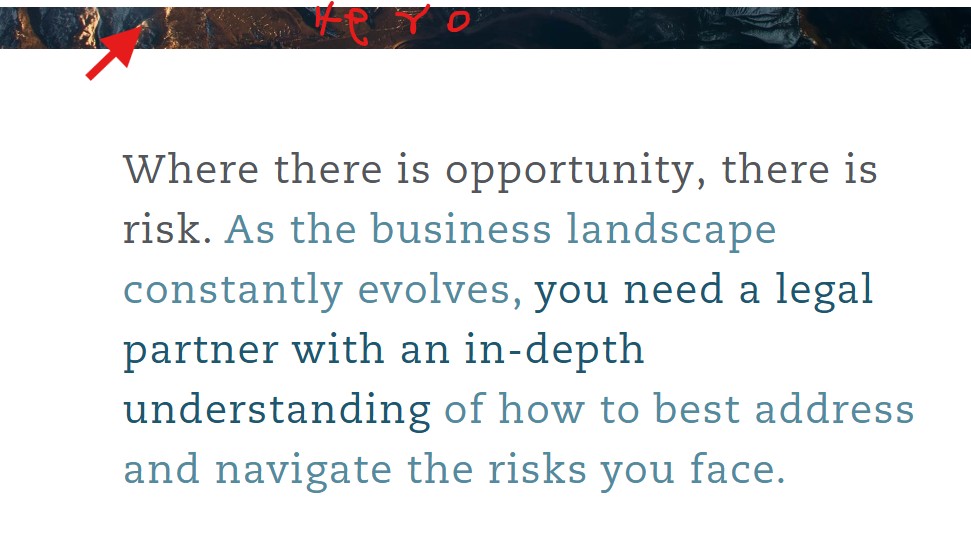 HeYo
Where there is opportunity, there is
risk. As the business landscape
constantly evolves, you need a legal
partner with an in-depth
understanding of how to best address
and navigate the risks you face.